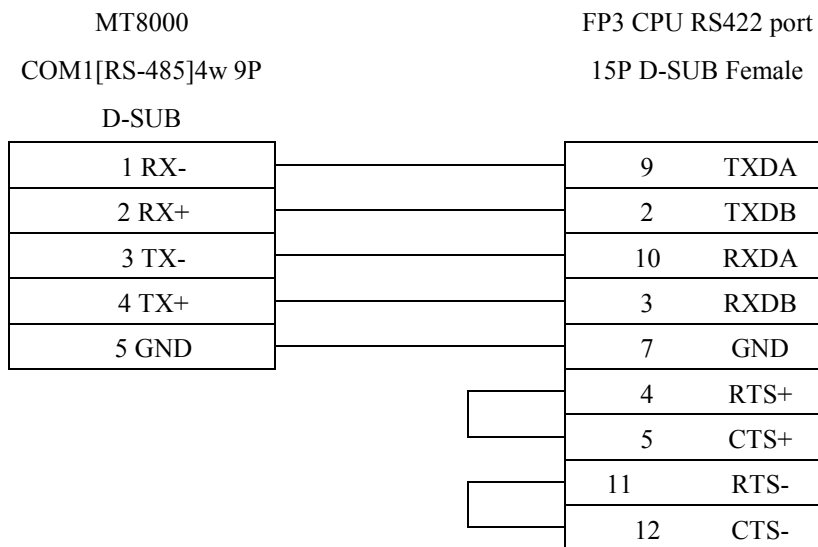 MT8000 FP3 CPU RS422 port
COM1[RS-485]4w 9P 15P D-SUB Female
D-SUB
1 RX- 9 TXDA
2 RX+ 2 TXDB
3 TX- 10 RXDA
4 TX+ 3 RXDB
5 GND 7 GND
4 RTS+
5 CTS+
11 RTS-
12 CTS-